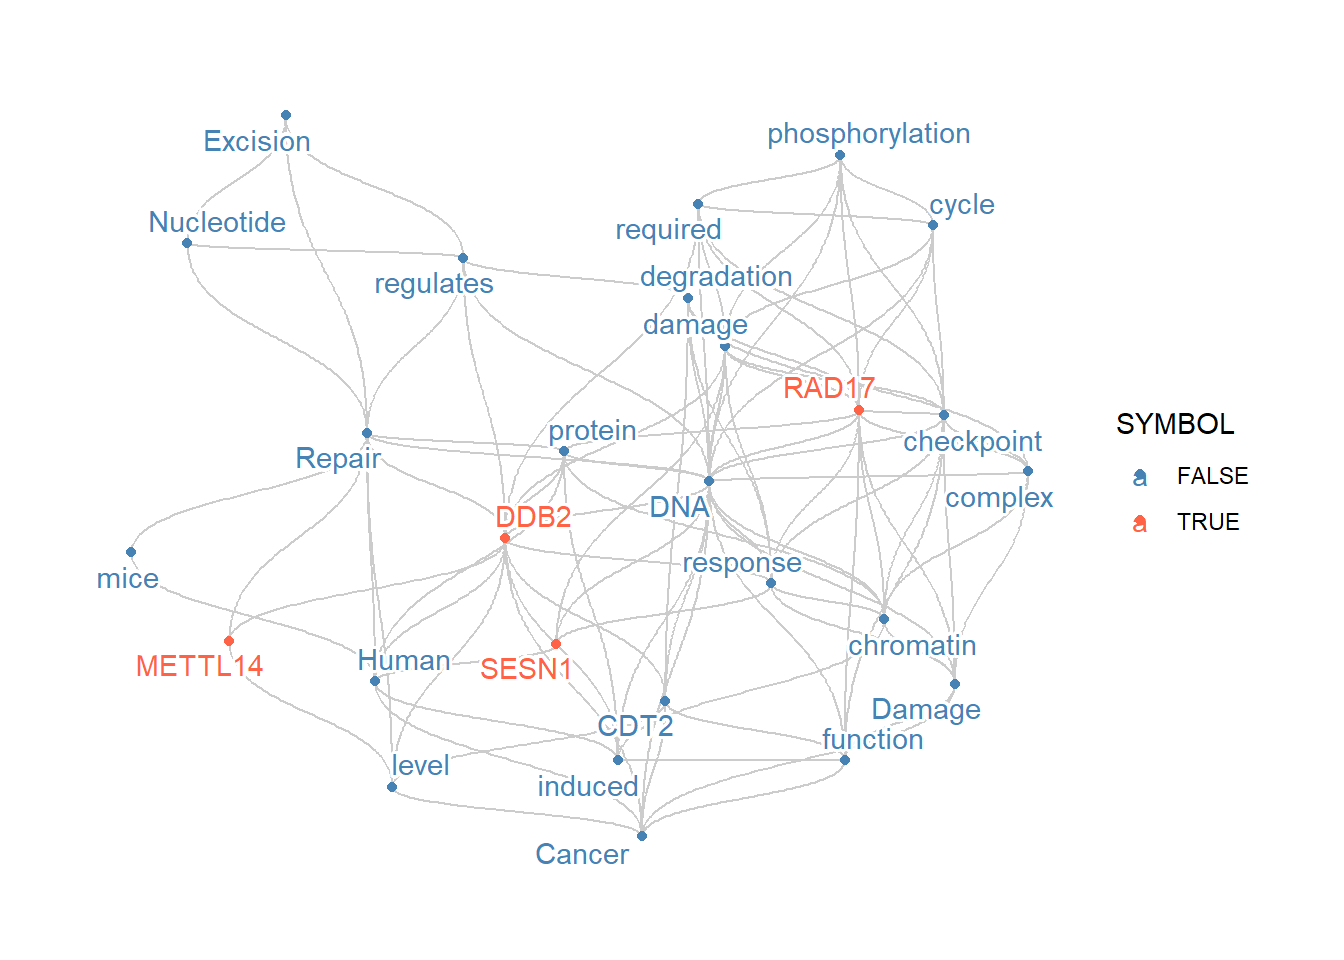 phosphorylation
Excision
cycle
Nucleotide
required
degradation
regulates
damage
SYMBOL
RAD17
protein
checkpoint
Repair
a FALSE
complex
DNA
DDB2
a TRUE
response
mice
chromatin
Human
METTL14
SESN1
Damage
CDT2
function
level
induced
Cancer